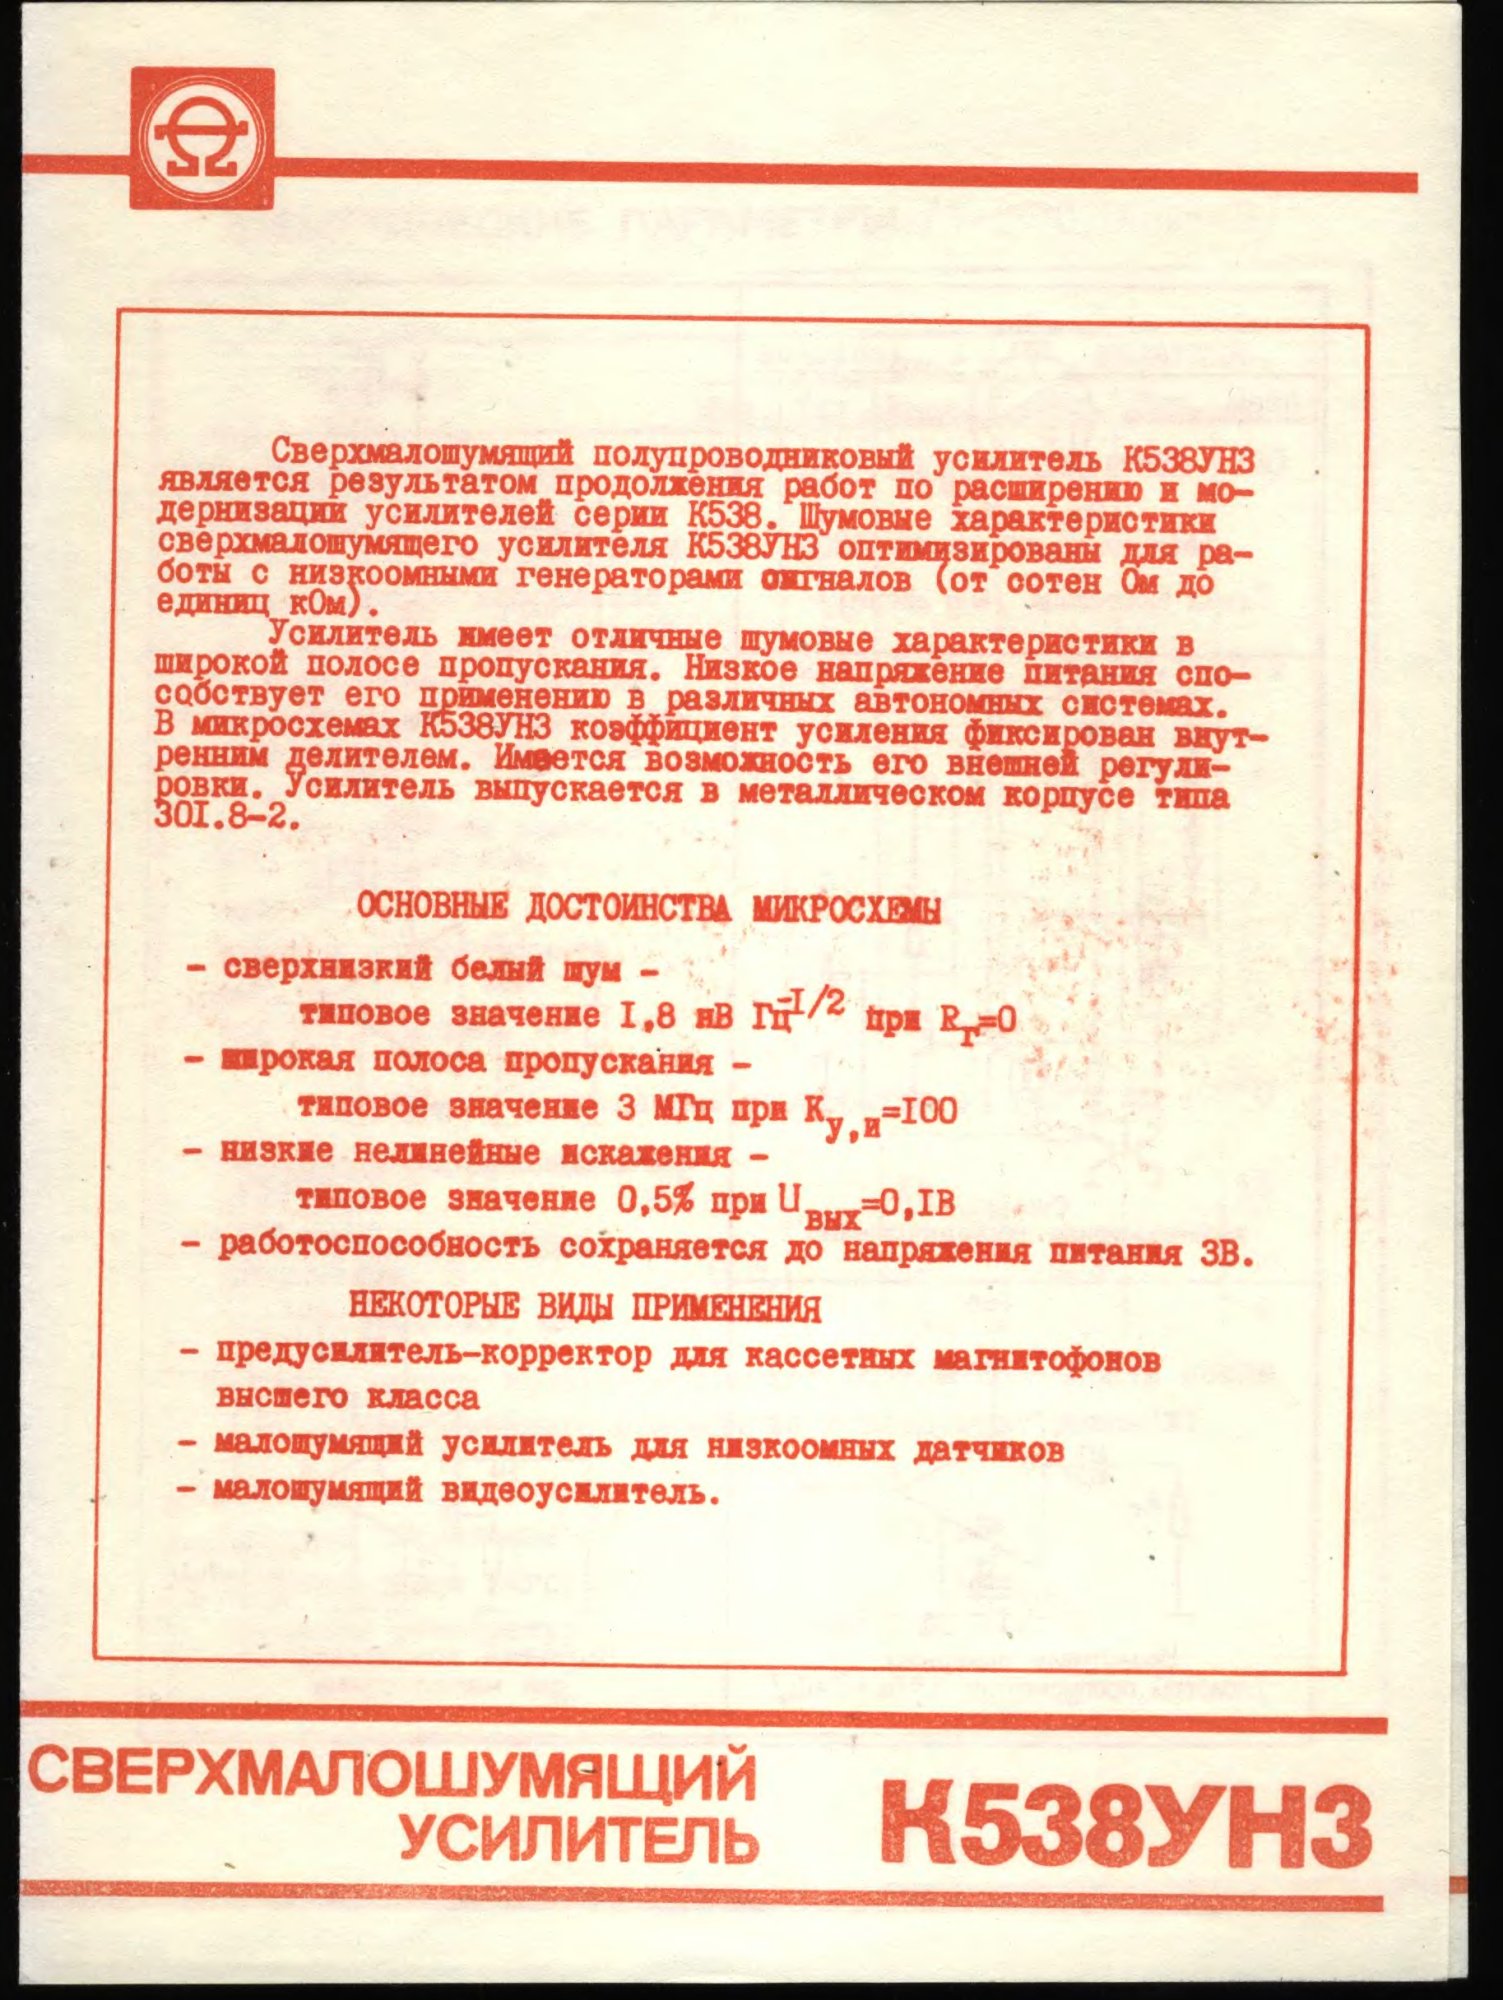 Сверхмалошумящий полупроводниковый усилитель К538УН3
является результатом продолжения работ по расширению и мо-
дернизации усилителей серии К538. Шумовые характеристики
сверхмалошумящего усилителя К538УН3 оптимизированы для ра-
боты с низкоомными генераторами сигналов (от сотен Ом до
единиц кОм).
Усилитель имеет отличные шумовые характеристики в
широкой полосе пропускания. Низкое напряжение питания спо-
собствует его применению в различных автономных системах.
В микросхемах К538УН3 коэффициент усиления фиксирован внут-
ренним делителем. Имеется возможность его внешней регули-
ровки. Усилитель выпускается в металлическом корпусе типа
30I.8-2.
ОСНОВНЫЕ ДОСТОИНСТВА МИКРОСХЕМЫ
- сверхнизкий белый шум -
типовое значение I,8 нВ Гц-I/2 при Rг=0
- широкая полоса пропускания -
типовое значение 3 МГц при Kу,и=I00
- низкие нелинейные искажения -
типовое значение 0,5% при Uвых=0,IВ
- работоспособность сохраняется до напряжения питания 3В.
НЕКОТОРЫЕ ВИДЫ ПРИМЕНЕНИЯ
- предусилитель-корректор для кассетных магнитофонов
высшего класса
- малошумящий усилитель для низкоомных датчиков
- малошумящий видеоусилитель.
СВЕРХМАЛОШУМЯЩИЙ
УСИЛИТЕЛЬ
К538УН3